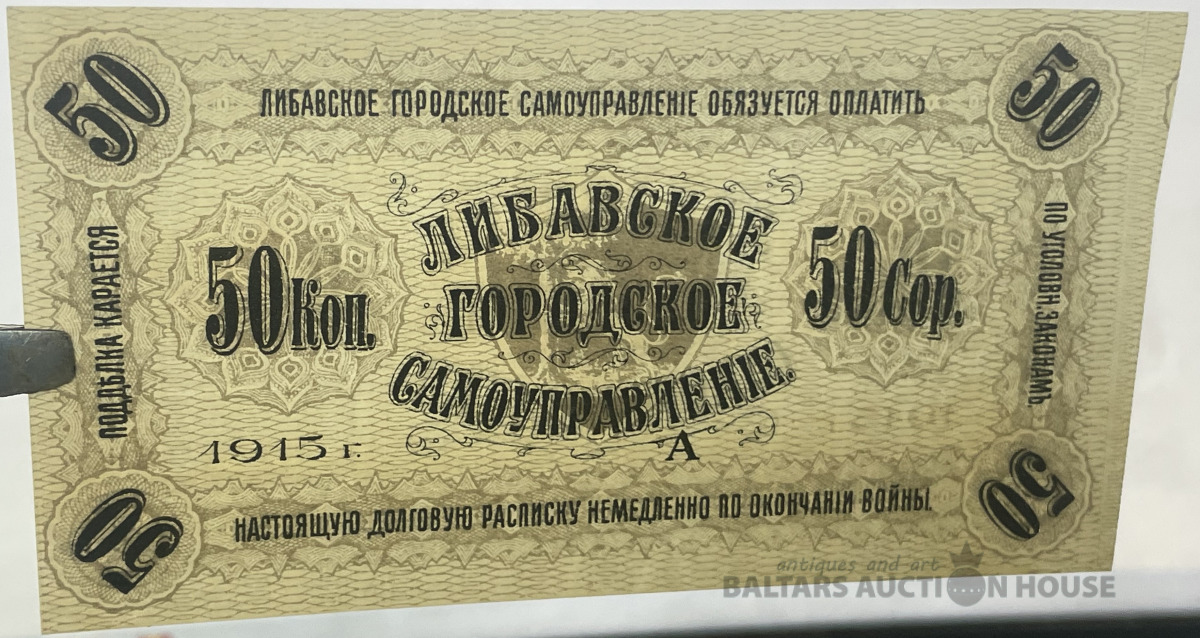 50
50
ЛИБАВСКОЕ ГОРОДСКОЕ САМОУПРАВЛЕНІЕ ОБЯЗУЕТСЯ ОПЛАТИТЬ
ПОДДѢЛКА КАРАЕТСЯ
50 Коп.
ЛИБАВСКОЕ
ГОРОДСКОЕ
САМОУПРАВЛЕНІЕ.
50 Сор.
ПО УГОЛОВН. ЗАКОНАМЪ.
1915 г.
А
НАСТОЯЩУЮ ДОЛГОВУЮ РАСПИСКУ НЕМЕДЛЕННО ПО ОКОНЧАНІИ ВОЙНЫ.
50
50
antiques and art
BALTARS AUCTION HOUSE